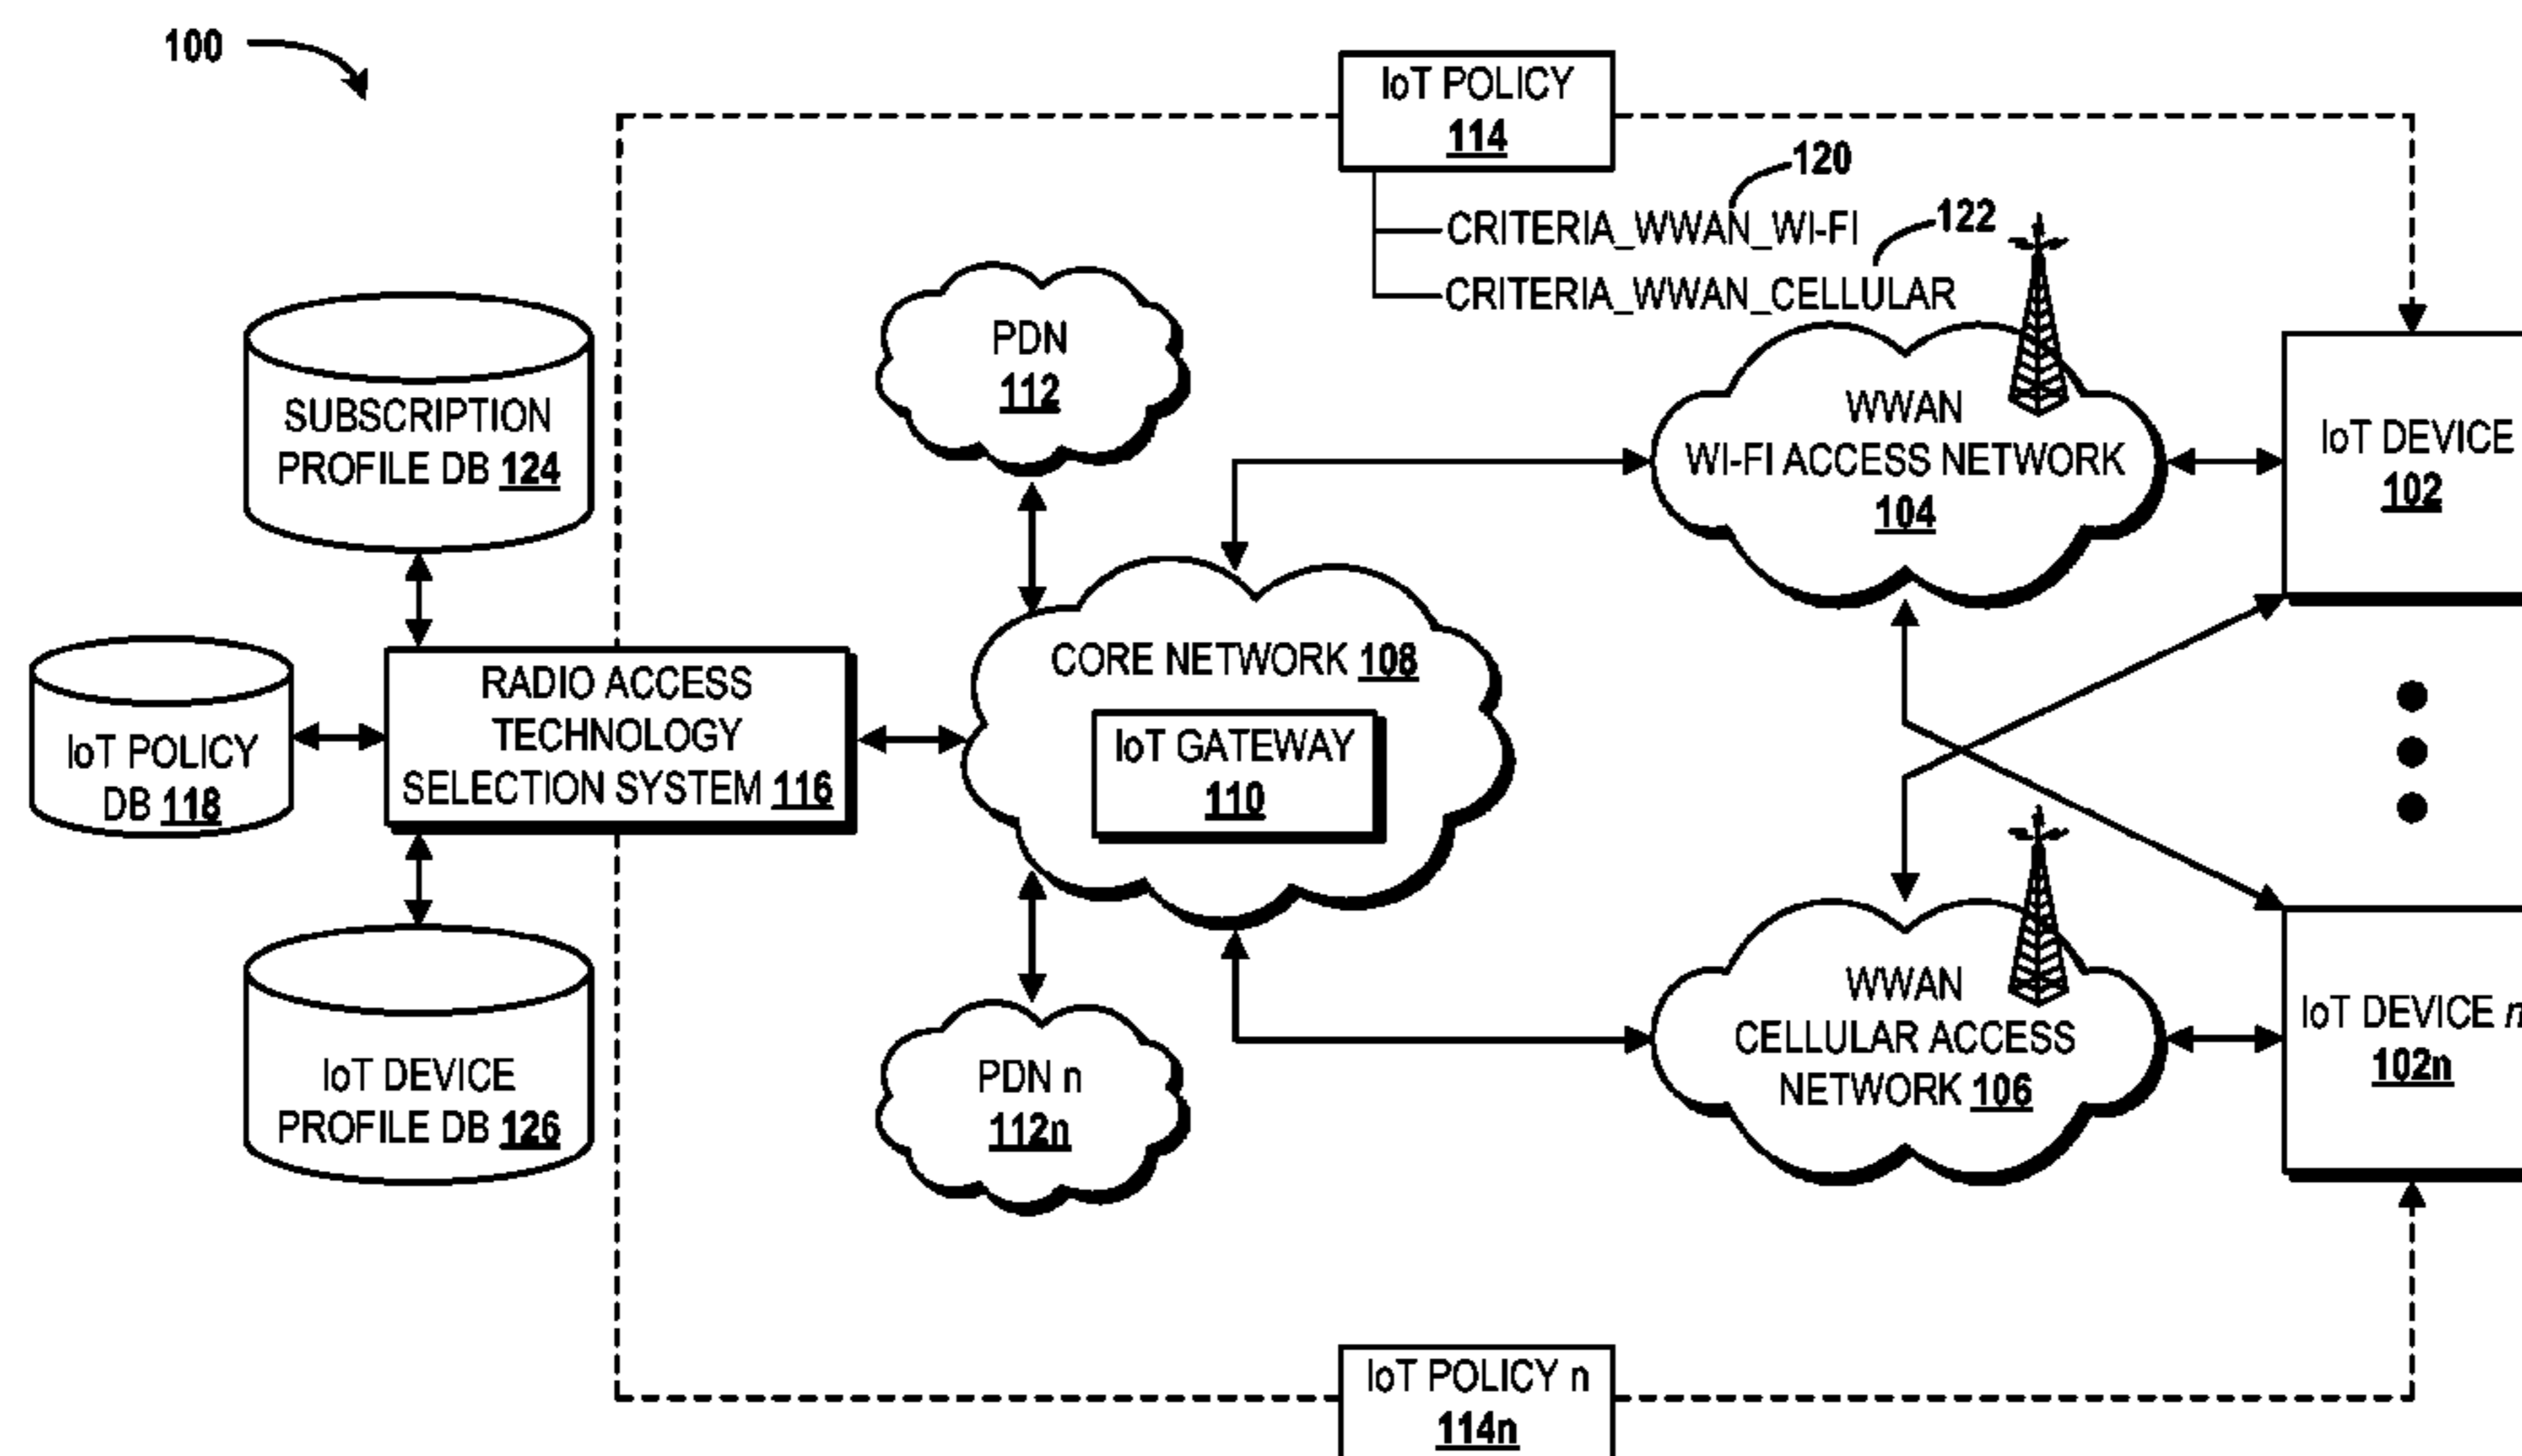 100
IoT POLICY
114
120
CRITERIA_WWAN_WI-FI
122
CRITERIA_WWAN_CELLULAR
PDN
112
SUBSCRIPTION
PROFILE DB 124
WWAN
WI-FI ACCESS NETWORK
104
IoT DEVICE
102
CORE NETWORK 108
IoT GATEWAY
110
RADIO ACCESS
TECHNOLOGY
SELECTION SYSTEM 116
IoT POLICY
DB 118
IoT DEVICE
PROFILE DB 126
PDN n
112n
WWAN
CELLULAR ACCESS
NETWORK 106
IoT DEVICE n
102n
IoT POLICY n
114n